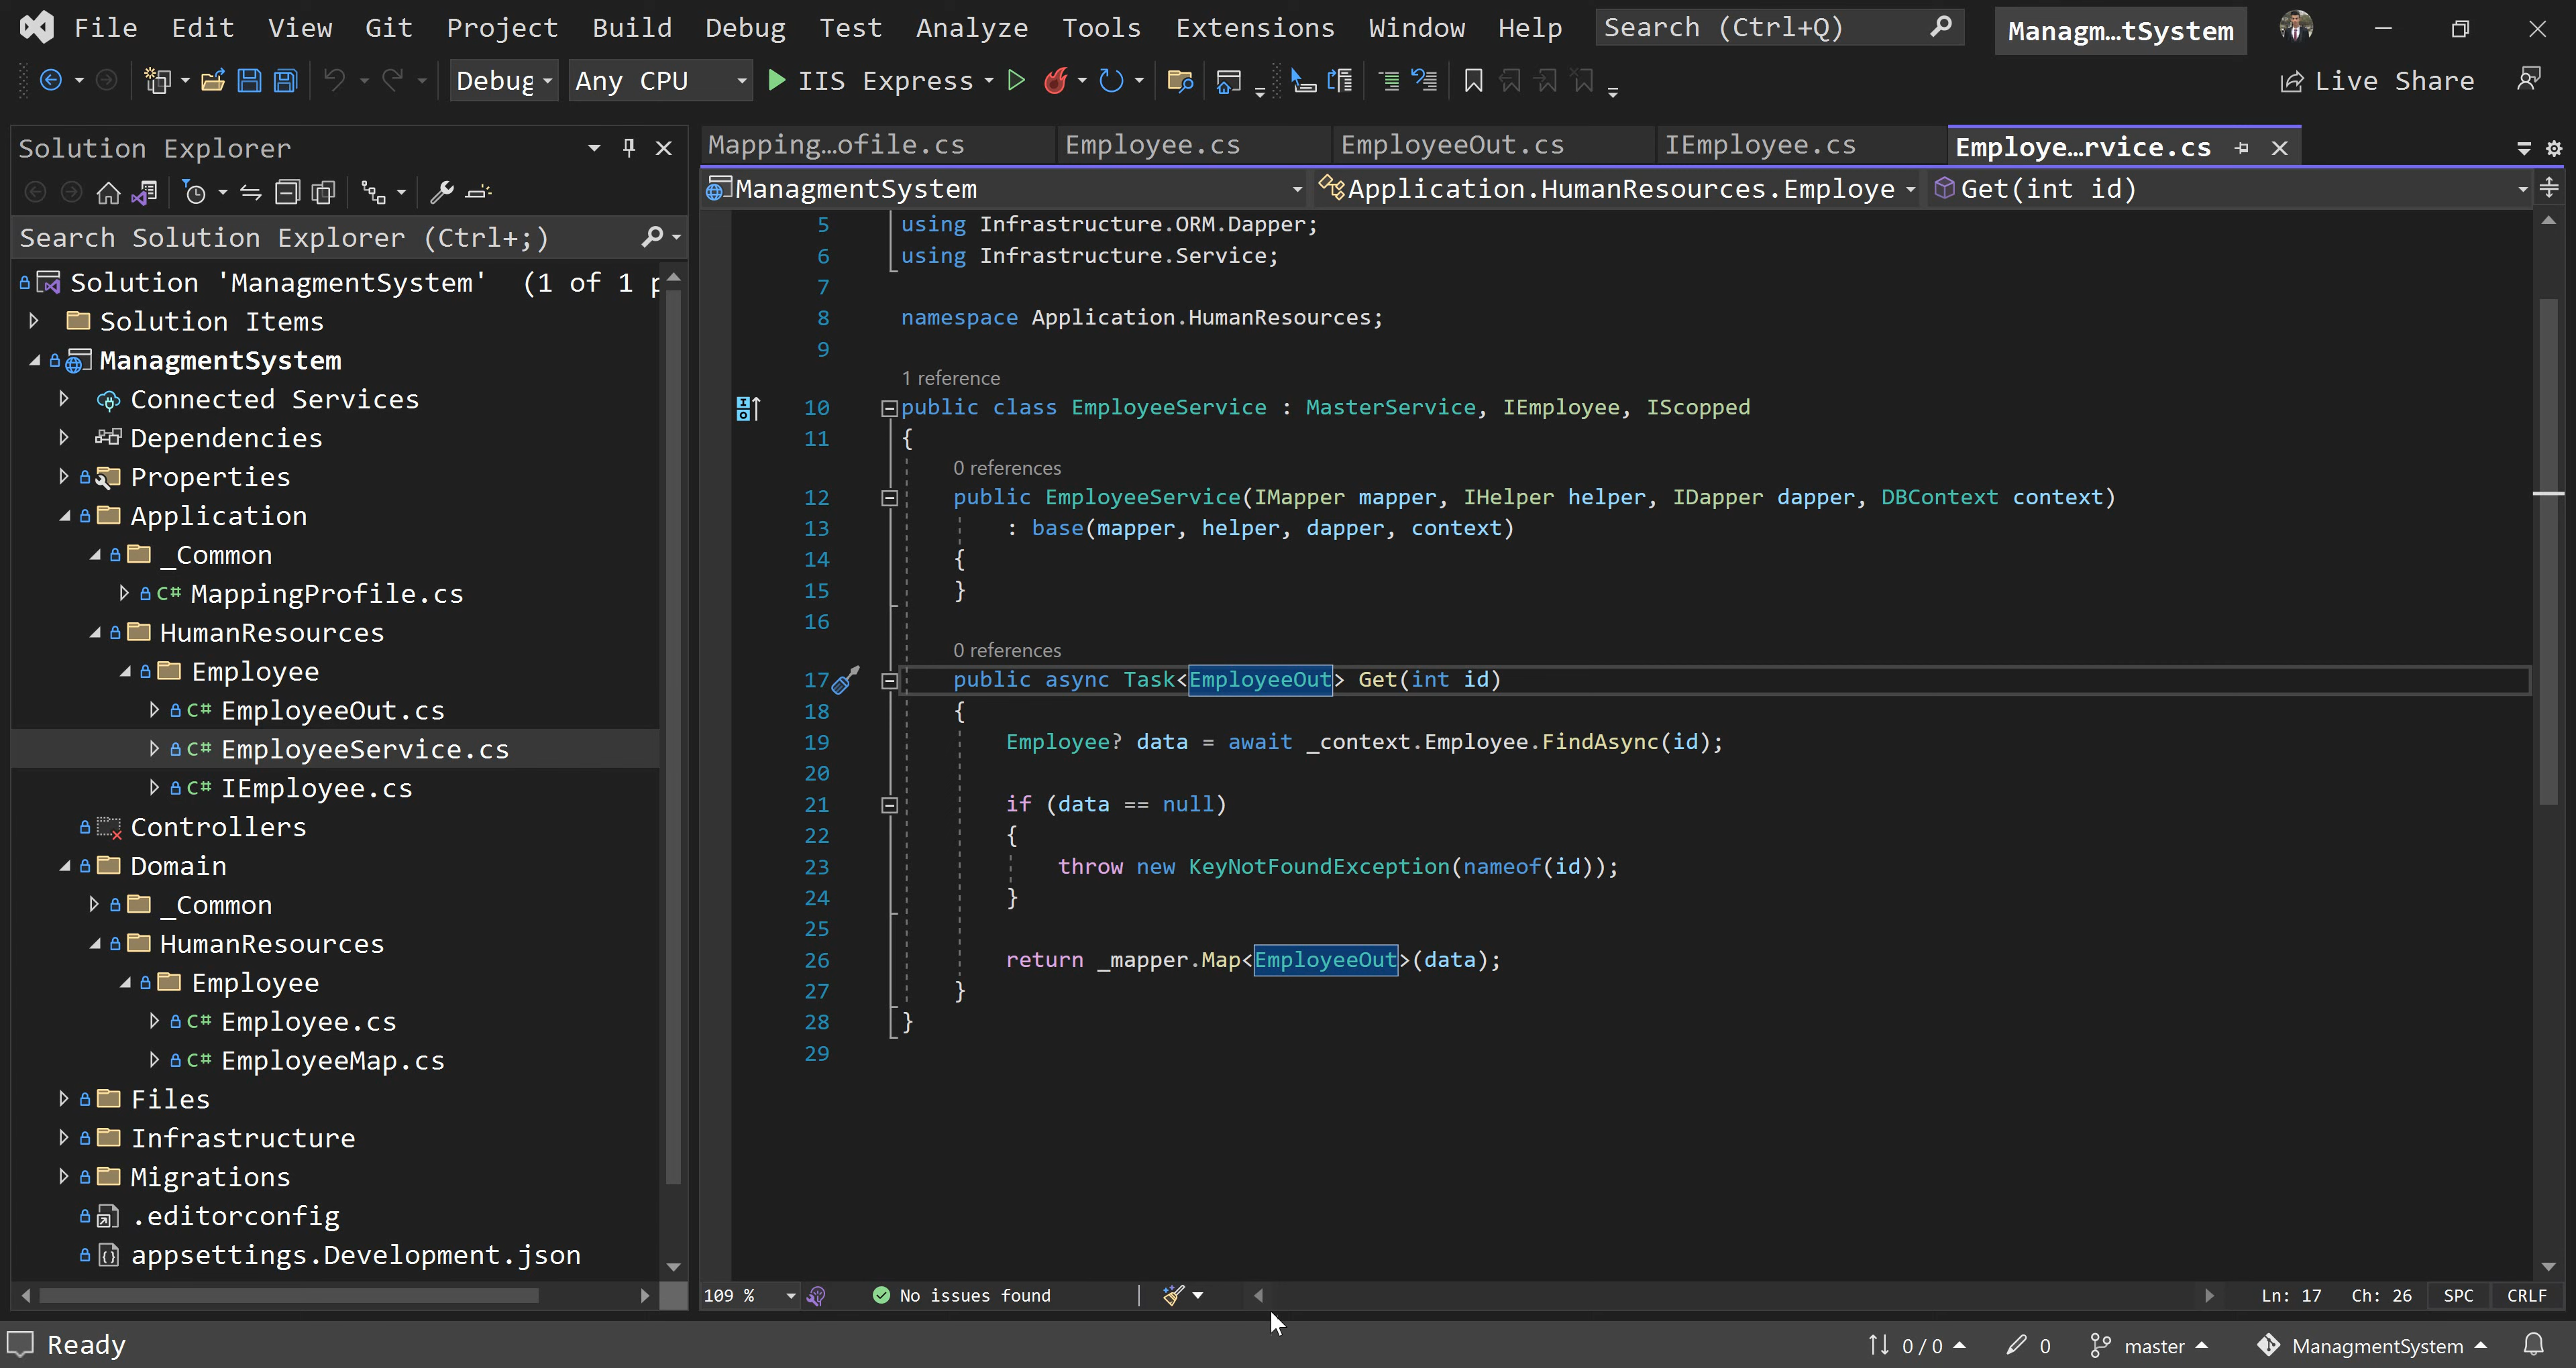 File Edit View Git Project Build Debug Test Analyze Tools Extensions Window Help Search (Ctrl+Q) Managm...tSystem
Debug Any CPU IIS Express Live Share
Solution Explorer
Search Solution Explorer (Ctrl+;)
Solution 'ManagmentSystem' (1 of 1 p
Solution Items
ManagmentSystem
Connected Services
Dependencies
Properties
Application
_Common
C# MappingProfile.cs
HumanResources
Employee
C# EmployeeOut.cs
C# EmployeeService.cs
C# IEmployee.cs
Controllers
Domain
_Common
HumanResources
Employee
C# Employee.cs
C# EmployeeMap.cs
Files
Infrastructure
Migrations
.editorconfig
appsettings.Development.json
Mapping...ofile.cs Employee.cs EmployeeOut.cs IEmployee.cs Employe...rvice.cs
ManagmentSystem Application.HumanResources.Employe Get(int id)
5 using Infrastructure.ORM.Dapper;
6 using Infrastructure.Service;
7
8 namespace Application.HumanResources;
9
1 reference
10 public class EmployeeService : MasterService, IEmployee, IScopped
11 {
0 references
12 public EmployeeService(IMapper mapper, IHelper helper, IDapper dapper, DBContext context)
13 : base(mapper, helper, dapper, context)
14 {
15 }
16
0 references
17 public async Task<EmployeeOut> Get(int id)
18 {
19 Employee? data = await _context.Employee.FindAsync(id);
20
21 if (data == null)
22 {
23 throw new KeyNotFoundException(nameof(id));
24 }
25
26 return _mapper.Map<EmployeeOut>(data);
27 }
28 }
29
109 % No issues found Ln: 17 Ch: 26 SPC CRLF
Ready 0 / 0 0 master ManagmentSystem